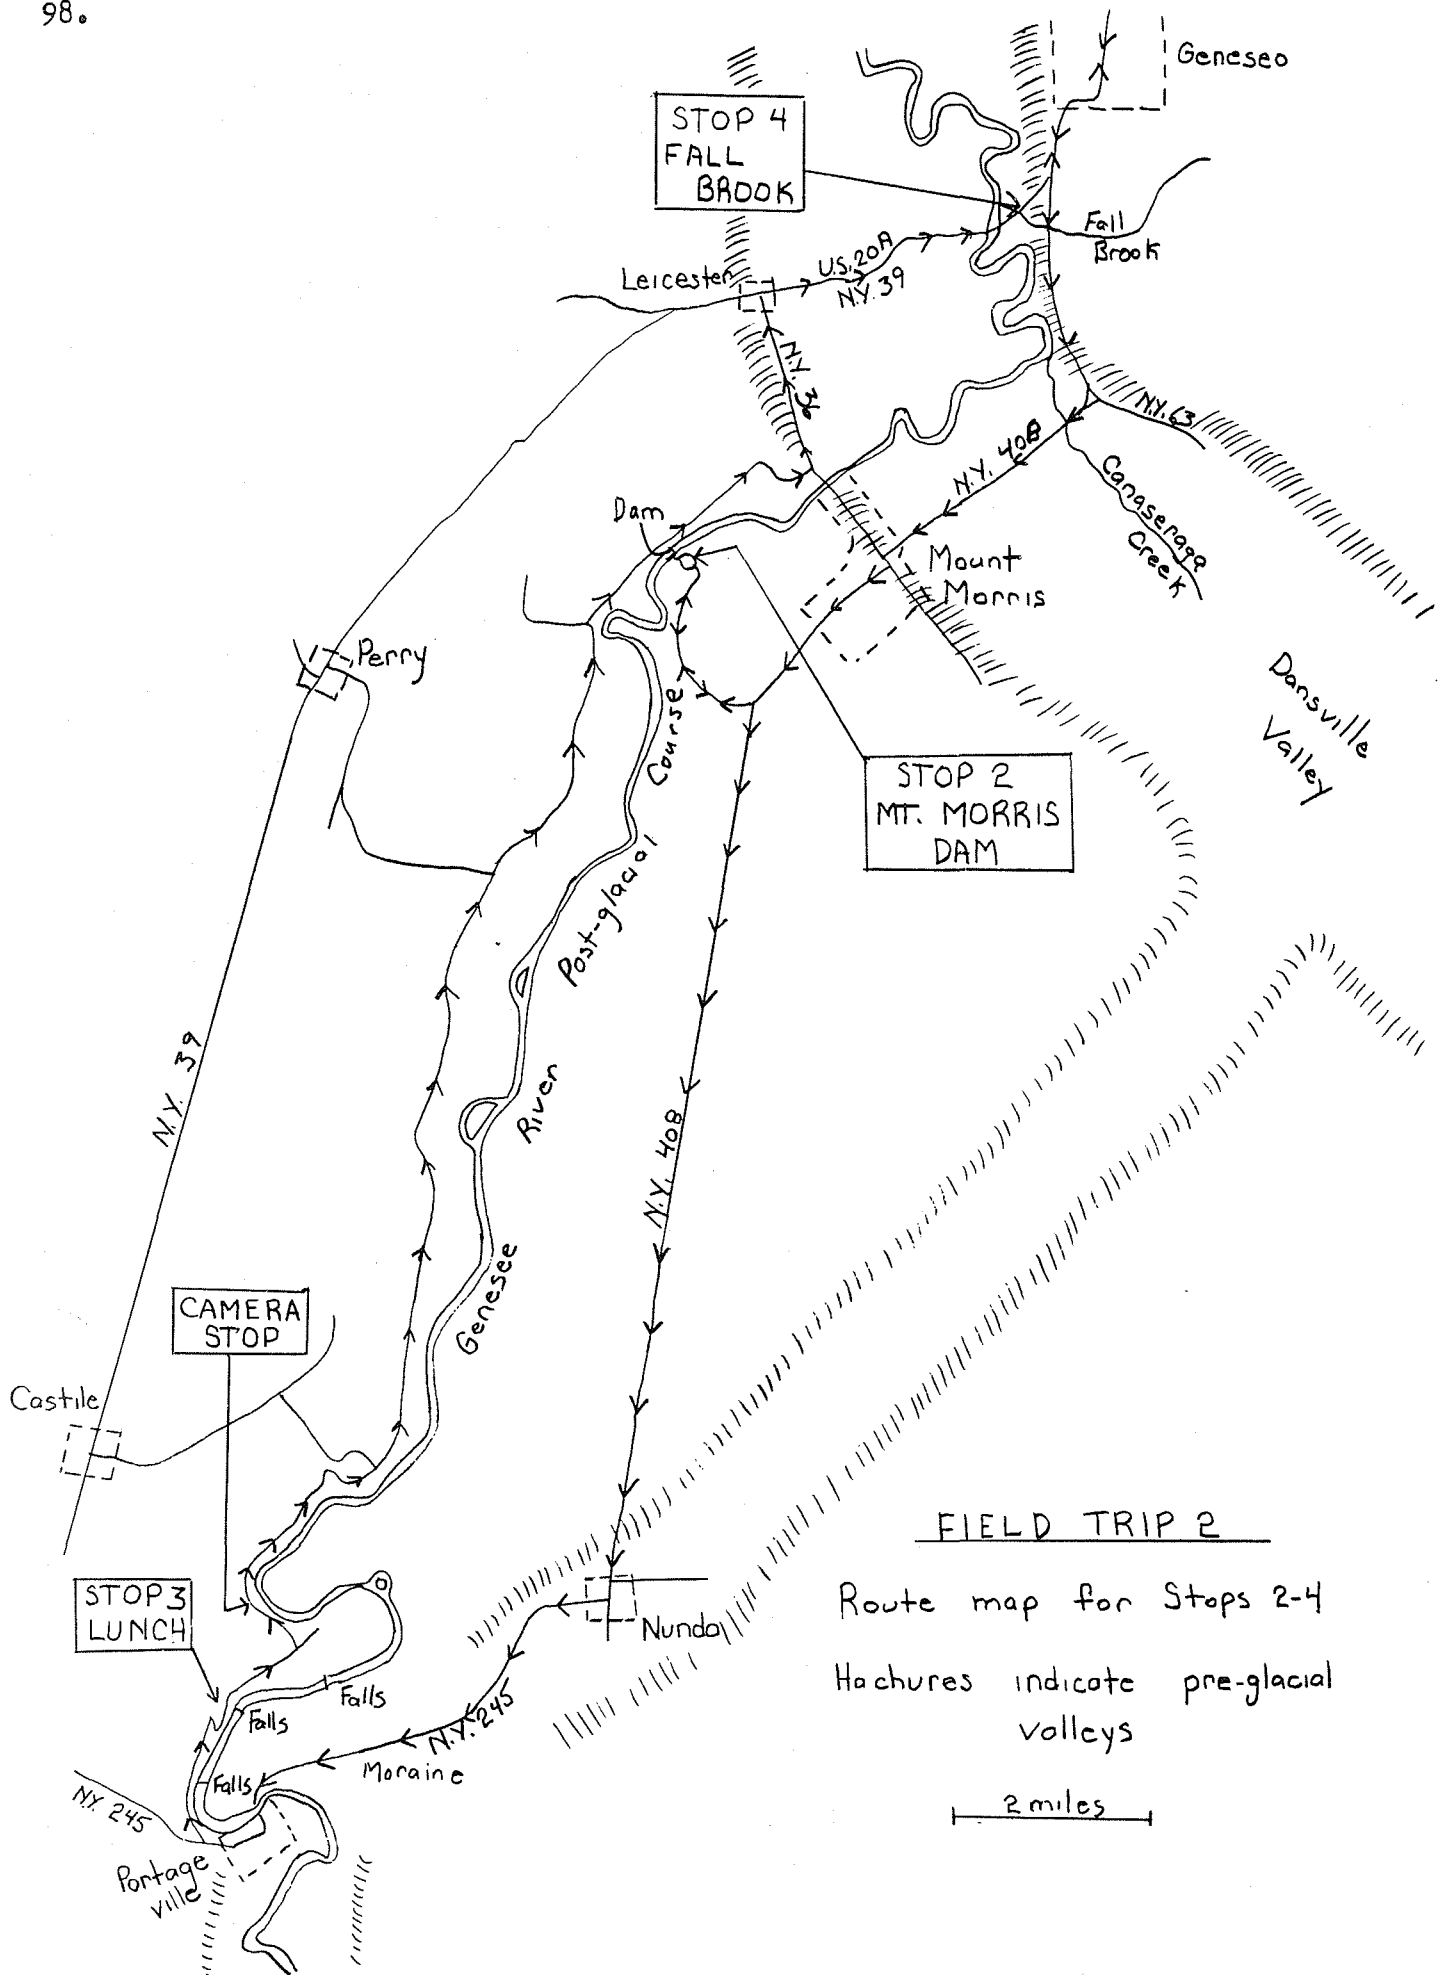 98.
Geneseo
STOP 4
FALL
BROOK
Fall
Brook
Leicester
U.S. 20A
N.Y. 39
N.Y. 36
N.Y. 63
N.Y. 408
Canaseraga
Creek
Dam
Mount
Morris
Perry
Dansville
Valley
STOP 2
MT. MORRIS
DAM
Course
Post-glacial
River
Genesee
N.Y. 39
N.Y. 408
CAMERA
STOP
Castile
STOP 3
LUNCH
Nunda
Falls
Falls
Falls
N.Y. 245
Moraine
N.Y. 245
Portage
ville
FIELD TRIP 2
Route map for Stops 2-4
Hachures indicate pre-glacial
valleys
2 miles